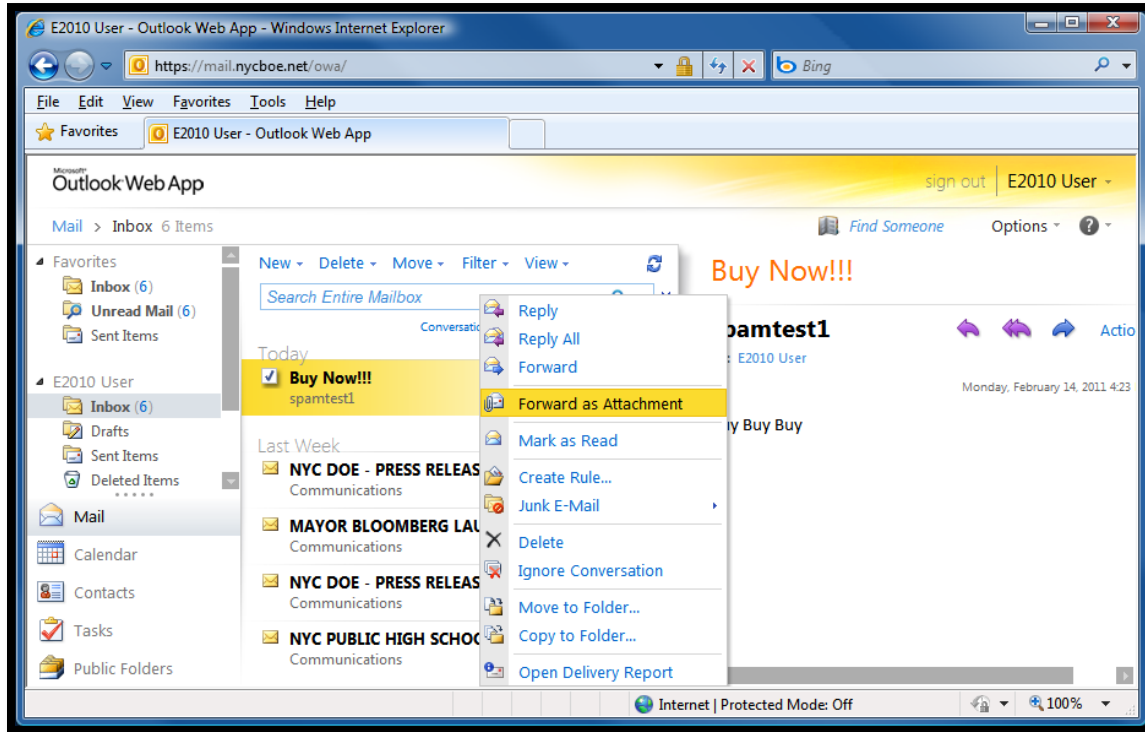 E2010 User - Outlook Web App - Windows Internet Explorer
https://mail.nycboe.net/owa/
Bing
File Edit View Favorites Tools Help
Favorites
E2010 User - Outlook Web App
Microsoft®
Outlook Web App
sign out
E2010 User
Mail > Inbox 6 Items
Find Someone
Options
Favorites
Inbox (6)
Unread Mail (6)
Sent Items
E2010 User
Inbox (6)
Drafts
Sent Items
Deleted Items
Mail
Calendar
Contacts
Tasks
Public Folders
New Delete Move Filter View
Search Entire Mailbox
Conversatio
Today
Buy Now!!!
spamtest1
Last Week
NYC DOE - PRESS RELEAS
Communications
MAYOR BLOOMBERG LAU
Communications
NYC DOE - PRESS RELEAS
Communications
NYC PUBLIC HIGH SCHOO
Communications
Reply
Reply All
Forward
Forward as Attachment
Mark as Read
Create Rule...
Junk E-Mail
Delete
Ignore Conversation
Move to Folder...
Copy to Folder...
Open Delivery Report
Buy Now!!!
pamtest1
Actio
: E2010 User
Monday, February 14, 2011 4:23
y Buy Buy
Internet | Protected Mode: Off
100%